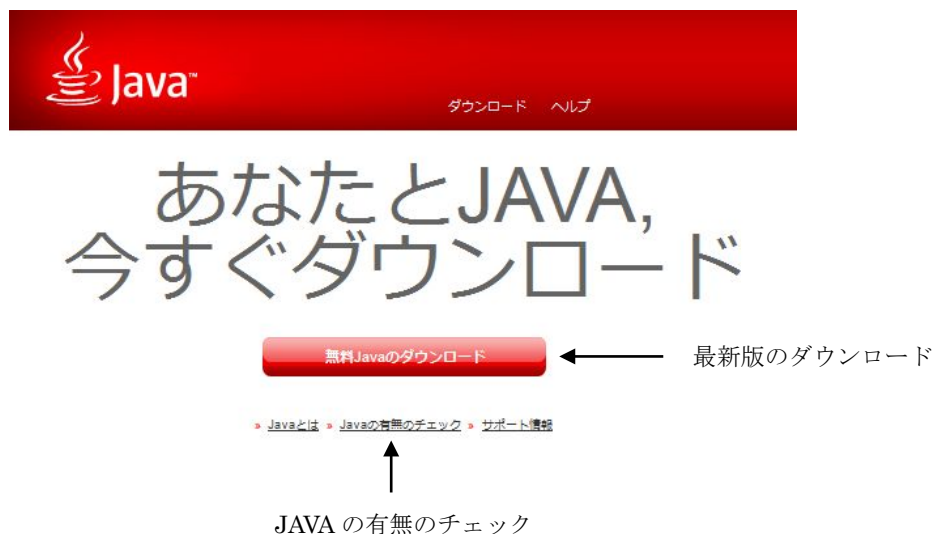 Java™
ダウンロード ヘルプ
あなたとJAVA,
今すぐダウンロード
無料Javaのダウンロード
最新版のダウンロード
» Javaとは » Javaの有無のチェック » サポート情報
JAVA の有無のチェック